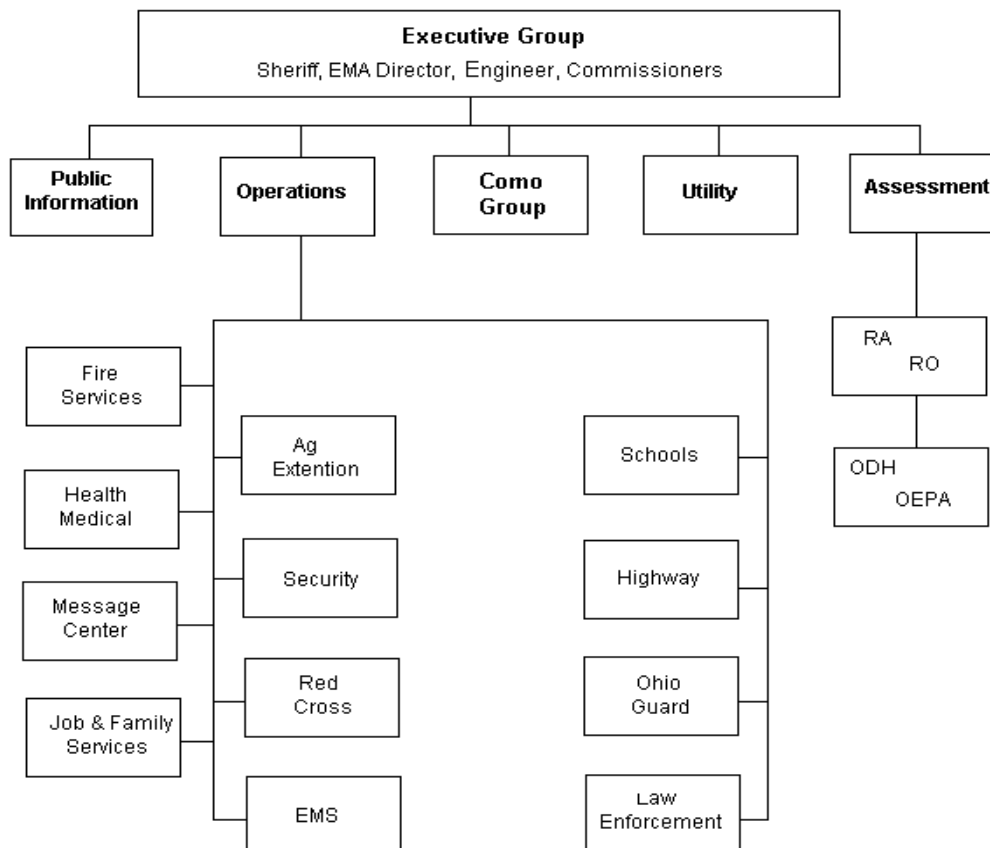 Executive Group
Sheriff, EMA Director, Engineer, Commissioners
Public
Information
Operations
Como
Group
Utility
Assessment
RA
RO
ODH
OEPA
Fire
Services
Health
Medical
Message
Center
Job & Family
Services
Ag
Extention
Security
Red
Cross
EMS
Schools
Highway
Ohio
Guard
Law
Enforcement